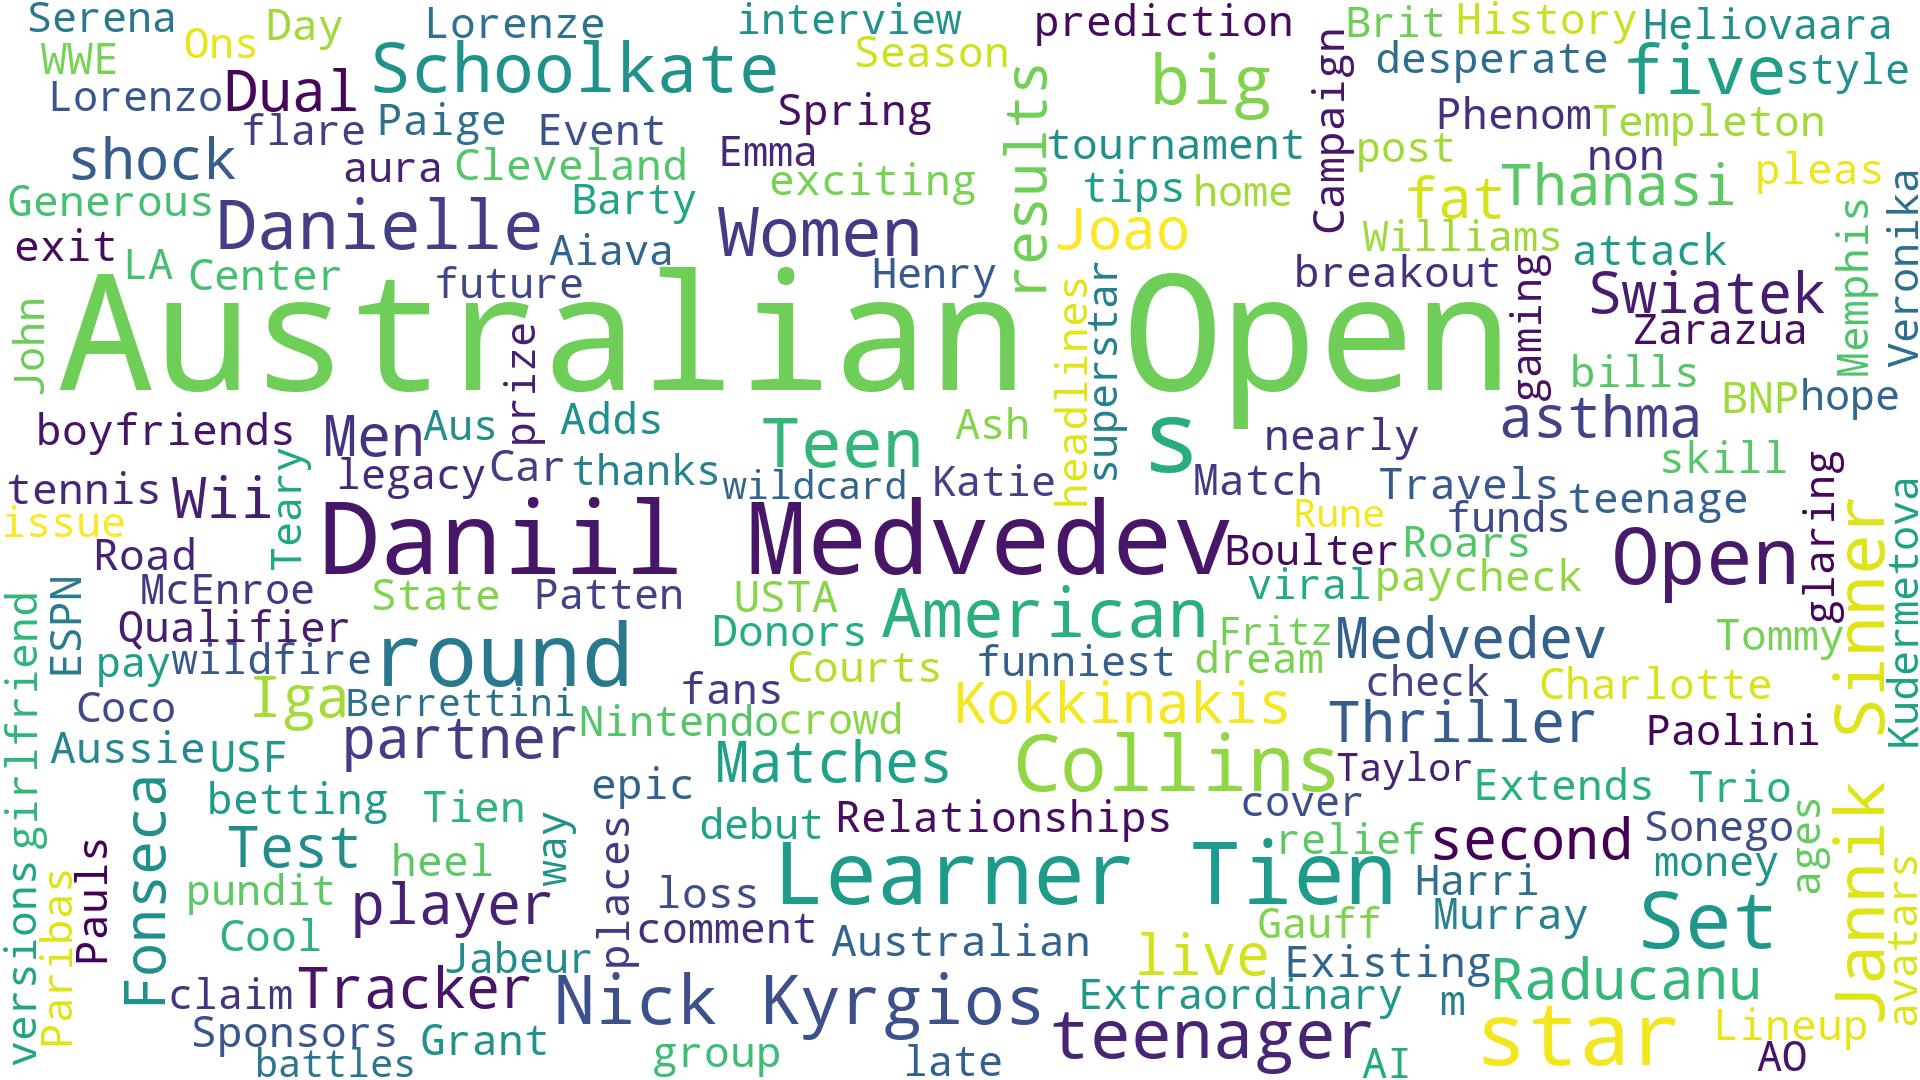 Serena
Ons
Day
Lorenze
interview
prediction
Brit
History
Heliovaara
WWE
Schoolkate
Season
big
Campaign
desperate
five
style
Lorenzo
Dual
Paige
Spring
results
Phenom
Templeton
flare
Event
Emma
tournament
post
non
shock
aura
Cleveland
exciting
tips
home
fat
Thanasi
pleas
Generous
Danielle
Barty
Women
Joao
Williams
attack
Memphis
Veronika
exit
LA
Center
Aiava
future
Henry
headlines
superstar
breakout
gaming
Swiatek
Zarazua
John
Australian Open
prize
bills
BNP
hope
boyfriends
Men
Aus
Adds
Teen
Ash
s
nearly
asthma
skill
tennis
Wii
Teary
legacy
Car
thanks
wildcard
Katie
Match
Travels
teenage
glaring
issue
Road
Daniil Medvedev
Rune
funds
Boulter
Roars
Open
Jannik Sinner
Kudermetova
ESPN
McEnroe
State
Patten
USTA
American
viral
paycheck
girlfriend
Qualifier
round
Donors
Fritz
Medvedev
Tommy
pay
wildfire
Courts
funniest
dream
Coco
Iga
Berrettini
fans
Kokkinakis
check
Charlotte
Aussie
USF
partner
Nintendo
crowd
Collins
Thriller
Paolini
Fonseca
betting
Tien
epic
Matches
Taylor
Extends
Trio
Test
heel
way
places
debut
Relationships
cover
relief
second
Sonego
ages
versions
Paribas
Pauls
pundit
player
loss
Learner Tien
Harri
money
avatars
Cool
Jabeur
comment
Australian
Gauff
Murray
Set
claim
Tracker
Nick Kyrgios
live
Existing
Raducanu
Sponsors
Grant
Extraordinary
m
battles
group
late
teenager
AI
star
Lineup
AO